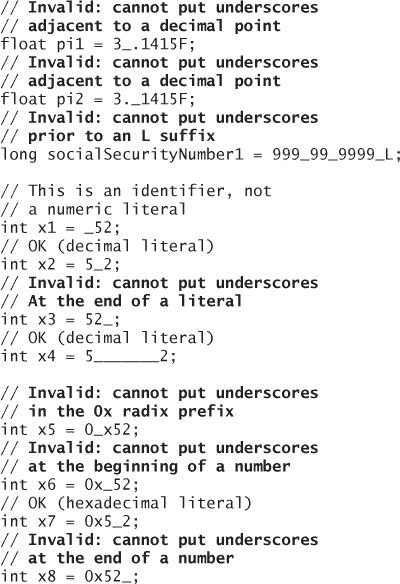 // Invalid: cannot put underscores
// adjacent to a decimal point
float pi1 = 3_.1415F;
// Invalid: cannot put underscores
// adjacent to a decimal point
float pi2 = 3._1415F;
// Invalid: cannot put underscores
// prior to an L suffix
long socialSecurityNumber1 = 999_99_9999_L;

// This is an identifier, not
// a numeric literal
int x1 = _52;
// OK (decimal literal)
int x2 = 5_2;
// Invalid: cannot put underscores
// At the end of a literal
int x3 = 52_;
// OK (decimal literal)
int x4 = 5_______2;

// Invalid: cannot put underscores
// in the 0x radix prefix
int x5 = 0_x52;
// Invalid: cannot put underscores
// at the beginning of a number
int x6 = 0x_52;
// OK (hexadecimal literal)
int x7 = 0x5_2;
// Invalid: cannot put underscores
// at the end of a number
int x8 = 0x52_;